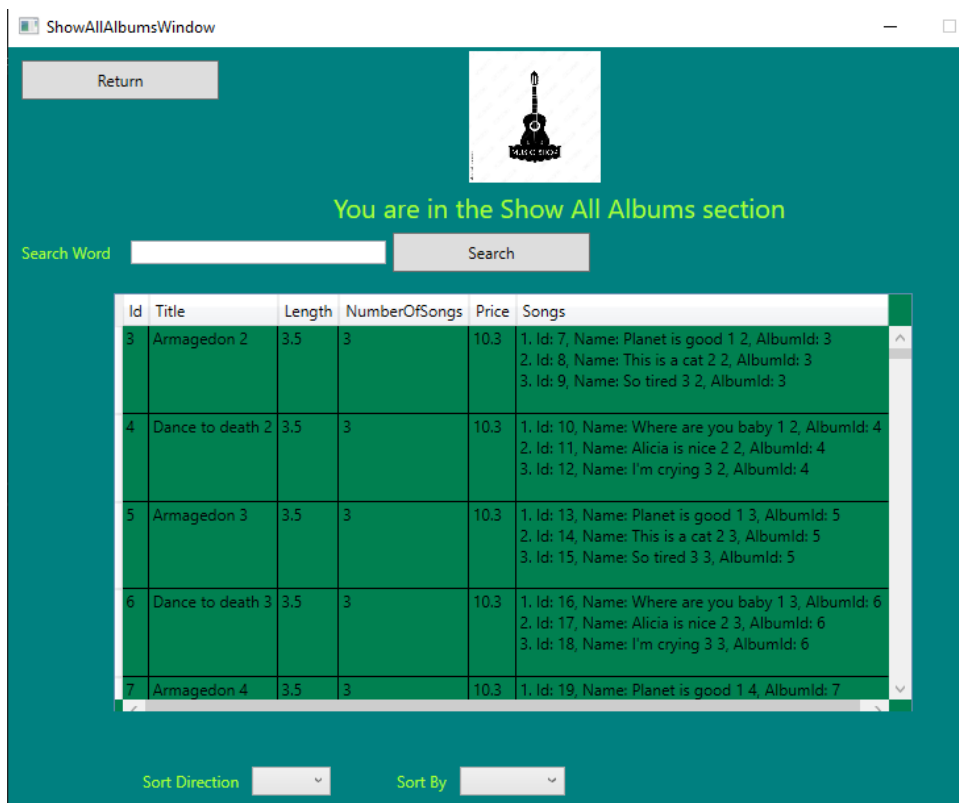 ShowAllAlbumsWindow
Return
MUSIC SHOP
You are in the Show All Albums section
Search Word Search
Id Title Length NumberOfSongs Price Songs
3 Armagedon 2 3.5 3 10.3 1. Id: 7, Name: Planet is good 1 2, AlbumId: 3
2. Id: 8, Name: This is a cat 2 2, AlbumId: 3
3. Id: 9, Name: So tired 3 2, AlbumId: 3
4 Dance to death 2 3.5 3 10.3 1. Id: 10, Name: Where are you baby 1 2, AlbumId: 4
2. Id: 11, Name: Alicia is nice 2 2, AlbumId: 4
3. Id: 12, Name: I'm crying 3 2, AlbumId: 4
5 Armagedon 3 3.5 3 10.3 1. Id: 13, Name: Planet is good 1 3, AlbumId: 5
2. Id: 14, Name: This is a cat 2 3, AlbumId: 5
3. Id: 15, Name: So tired 3 3, AlbumId: 5
6 Dance to death 3 3.5 3 10.3 1. Id: 16, Name: Where are you baby 1 3, AlbumId: 6
2. Id: 17, Name: Alicia is nice 2 3, AlbumId: 6
3. Id: 18, Name: I'm crying 3 3, AlbumId: 6
7 Armagedon 4 3.5 3 10.3 1. Id: 19, Name: Planet is good 1 4, AlbumId: 7
Sort Direction Sort By